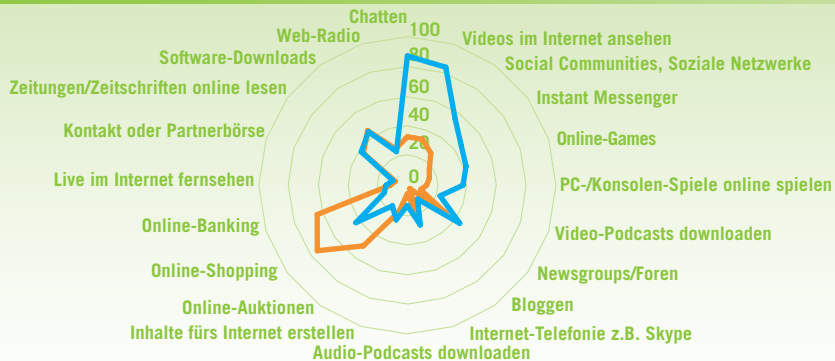 Chatten
Web-Radio
Software-Downloads
Zeitungen/Zeitschriften online lesen
Kontakt oder Partnerbörse
Live im Internet fernsehen
Online-Banking
Online-Shopping
Online-Auktionen
Inhalte fürs Internet erstellen
Audio-Podcasts downloaden
100
80
60
40
20
0
Videos im Internet ansehen
Social Communities, Soziale Netzwerke
Instant Messenger
Online-Games
PC-/Konsolen-Spiele online spielen
Video-Podcasts downloaden
Newsgroups/Foren
Bloggen
Internet-Telefonie z.B. Skype